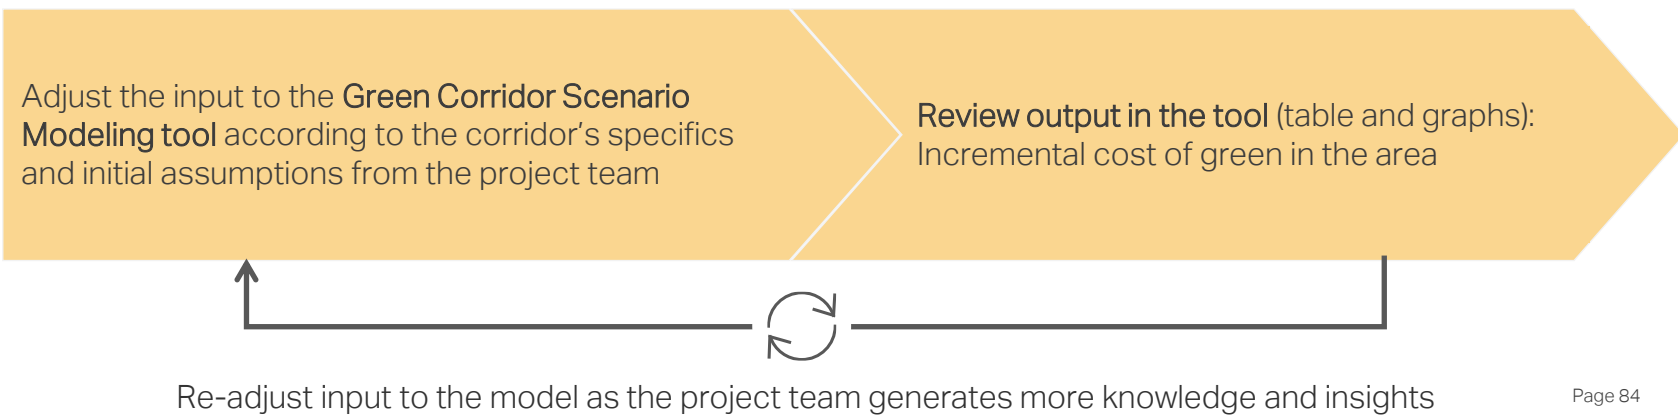 Adjust the input to the Green Corridor Scenario
Modeling tool according to the corridor’s specifics
and initial assumptions from the project team
Review output in the tool (table and graphs):
Incremental cost of green in the area
Re-adjust input to the model as the project team generates more knowledge and insights
Page 84